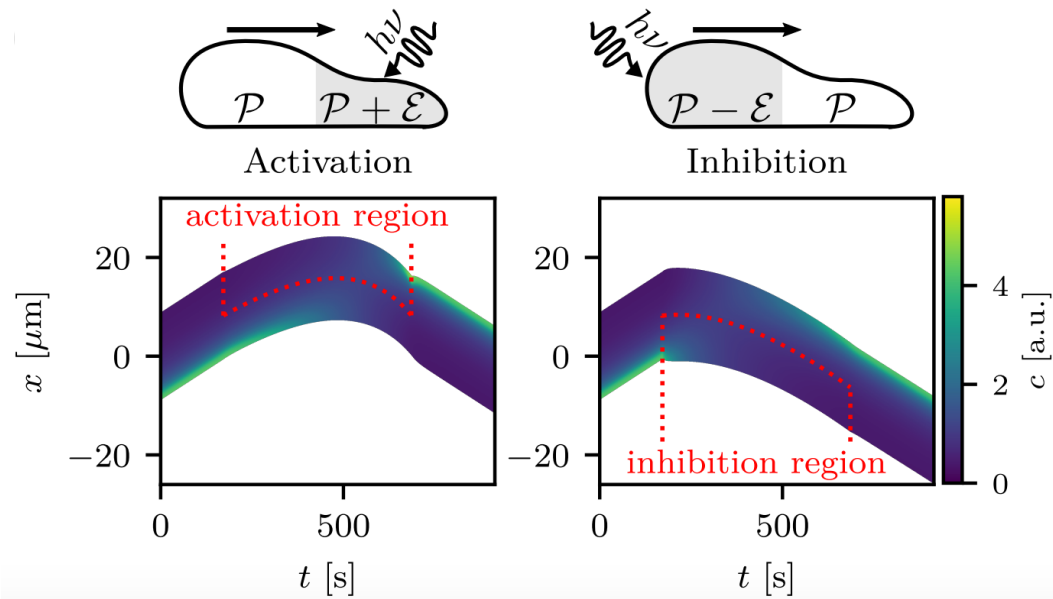 hν
hν
𝒫
𝒫 + ℰ
𝒫 − ℰ
𝒫
Activation
Inhibition
activation region
20
0
−20
x [μm]
0
500
t [s]
20
0
−20
inhibition region
0
500
t [s]
4
2
0
c [a.u.]